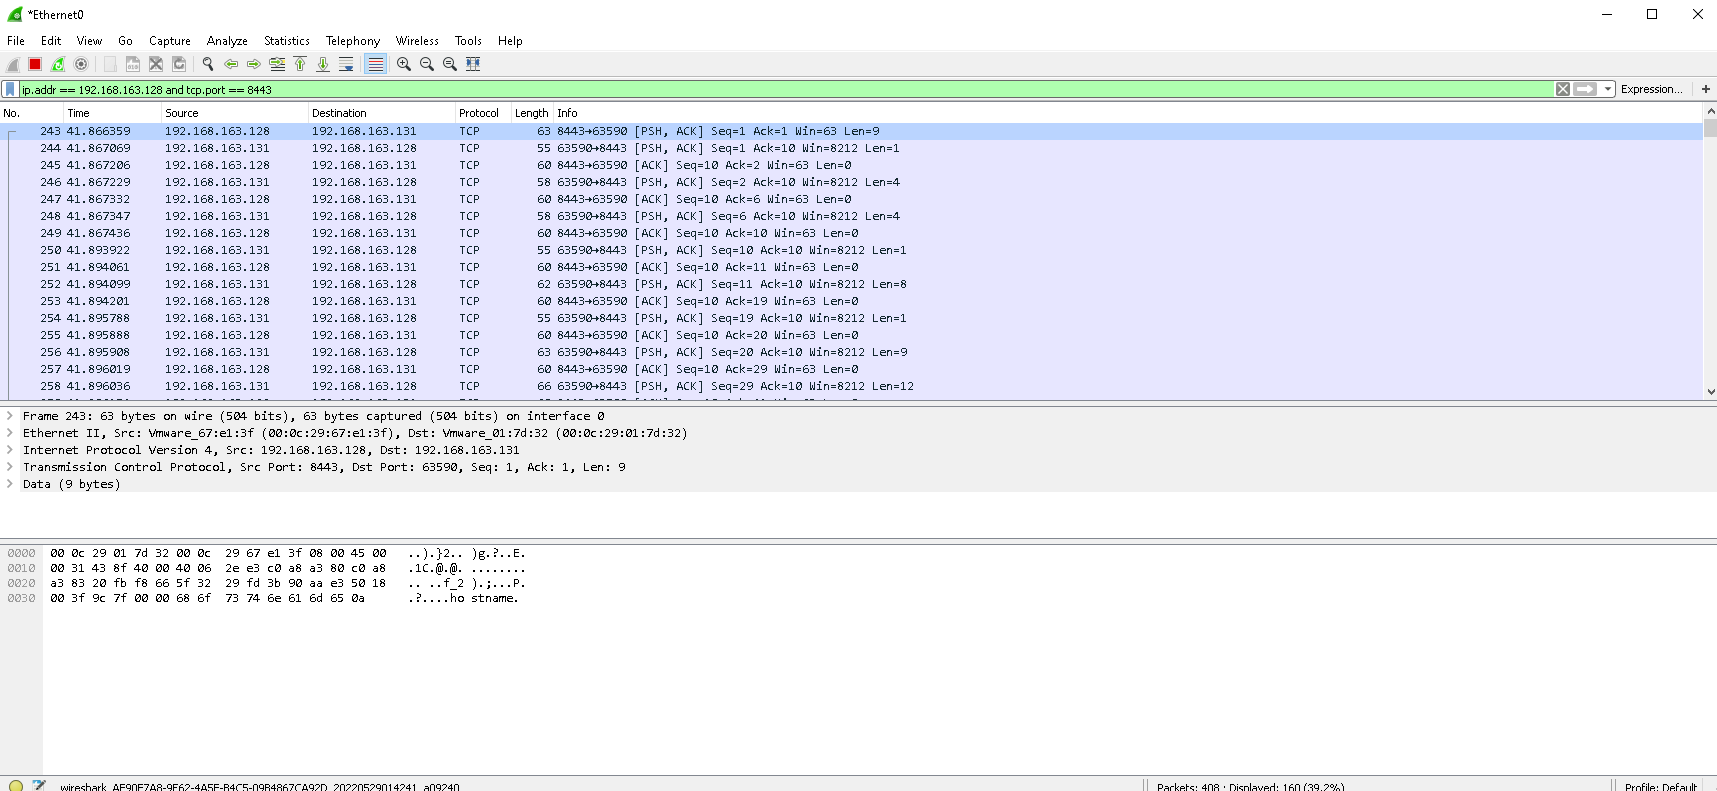 *Ethernet0
File Edit View Go Capture Analyze Statistics Telephony Wireless Tools Help
ip.addr == 192.168.163.128 and tcp.port == 8443 Expression... +
No. Time Source Destination Protocol Length Info
243 41.866359 192.168.163.128 192.168.163.131 TCP 63 8443→63590 [PSH, ACK] Seq=1 Ack=1 Win=63 Len=9
244 41.867069 192.168.163.131 192.168.163.128 TCP 55 63590→8443 [PSH, ACK] Seq=1 Ack=10 Win=8212 Len=1
245 41.867206 192.168.163.128 192.168.163.131 TCP 60 8443→63590 [ACK] Seq=10 Ack=2 Win=63 Len=0
246 41.867229 192.168.163.131 192.168.163.128 TCP 58 63590→8443 [PSH, ACK] Seq=2 Ack=10 Win=8212 Len=4
247 41.867332 192.168.163.128 192.168.163.131 TCP 60 8443→63590 [ACK] Seq=10 Ack=6 Win=63 Len=0
248 41.867347 192.168.163.131 192.168.163.128 TCP 58 63590→8443 [PSH, ACK] Seq=6 Ack=10 Win=8212 Len=4
249 41.867436 192.168.163.128 192.168.163.131 TCP 60 8443→63590 [ACK] Seq=10 Ack=10 Win=63 Len=0
250 41.893922 192.168.163.131 192.168.163.128 TCP 55 63590→8443 [PSH, ACK] Seq=10 Ack=10 Win=8212 Len=1
251 41.894061 192.168.163.128 192.168.163.131 TCP 60 8443→63590 [ACK] Seq=10 Ack=11 Win=63 Len=0
252 41.894099 192.168.163.131 192.168.163.128 TCP 62 63590→8443 [PSH, ACK] Seq=11 Ack=10 Win=8212 Len=8
253 41.894201 192.168.163.128 192.168.163.131 TCP 60 8443→63590 [ACK] Seq=10 Ack=19 Win=63 Len=0
254 41.895788 192.168.163.131 192.168.163.128 TCP 55 63590→8443 [PSH, ACK] Seq=19 Ack=10 Win=8212 Len=1
255 41.895888 192.168.163.128 192.168.163.131 TCP 60 8443→63590 [ACK] Seq=10 Ack=20 Win=63 Len=0
256 41.895908 192.168.163.131 192.168.163.128 TCP 63 63590→8443 [PSH, ACK] Seq=20 Ack=10 Win=8212 Len=9
257 41.896019 192.168.163.128 192.168.163.131 TCP 60 8443→63590 [ACK] Seq=10 Ack=29 Win=63 Len=0
258 41.896036 192.168.163.131 192.168.163.128 TCP 66 63590→8443 [PSH, ACK] Seq=29 Ack=10 Win=8212 Len=12
Frame 243: 63 bytes on wire (504 bits), 63 bytes captured (504 bits) on interface 0
Ethernet II, Src: Vmware_67:e1:3f (00:0c:29:67:e1:3f), Dst: Vmware_01:7d:32 (00:0c:29:01:7d:32)
Internet Protocol Version 4, Src: 192.168.163.128, Dst: 192.168.163.131
Transmission Control Protocol, Src Port: 8443, Dst Port: 63590, Seq: 1, Ack: 1, Len: 9
Data (9 bytes)
0000 00 0c 29 01 7d 32 00 0c 29 67 e1 3f 08 00 45 00 ..).}2.. )g.?..E.
0010 00 31 43 8f 40 00 40 06 2e e3 c0 a8 a3 80 c0 a8 .1C.@.@. ........
0020 a3 83 20 fb f8 66 5f 32 29 fd 3b 90 aa e3 50 18 .. ..f_2 ).;...P.
0030 00 3f 9c 7f 00 00 68 6f 73 74 6e 61 6d 65 0a .?....ho stname.
wireshark_AF90F7A8-9F62-4A5F-B4C5-09B4867CA92D_20220529014241_a09240 Packets: 408 · Displayed: 160 (39.2%) Profile: Default